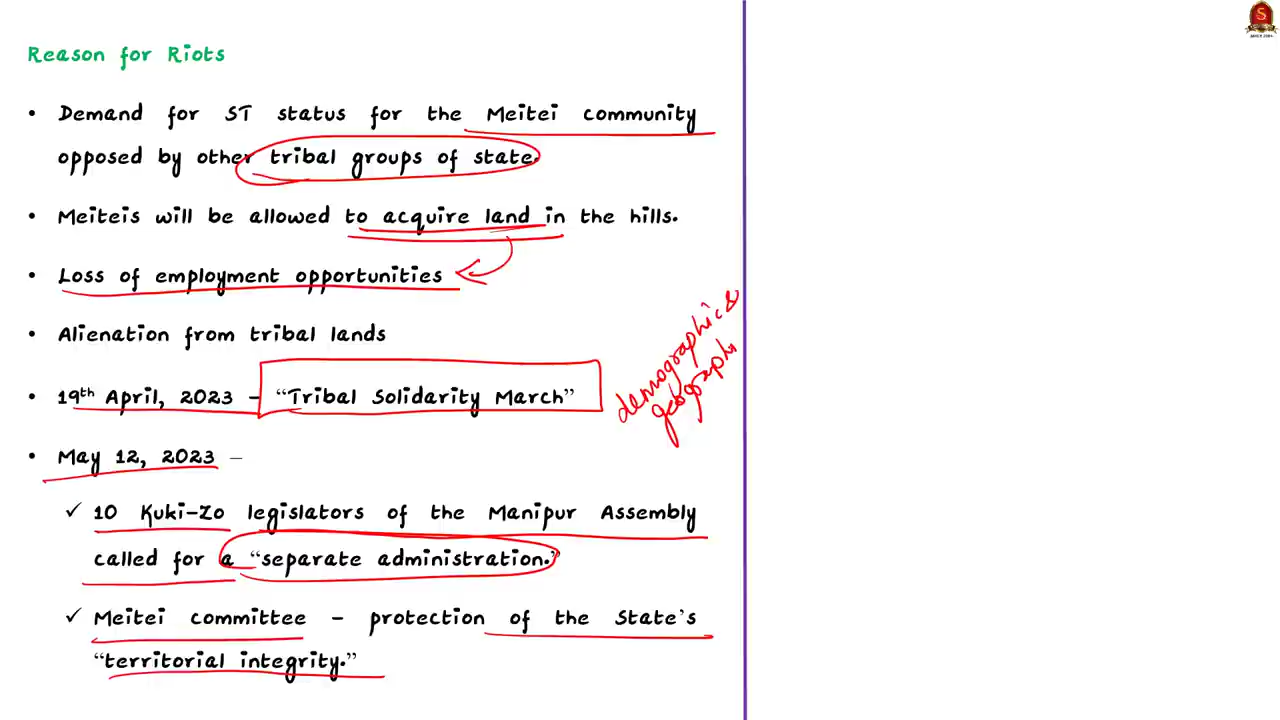 Reason for Riots
• Demand for ST status for the Meitei community
opposed by other tribal groups of state.
• Meiteis will be allowed to acquire land in the hills.
• Loss of employment opportunities
• Alienation from tribal lands
• 19th April, 2023 - "Tribal Solidarity March"
demographic &
• May 12, 2023 –
✓ 10 Kuki-Zo legislators of the Manipur Assembly
called for a "separate administration."
✓ Meitei committee - protection of the State's
"territorial integrity."
S